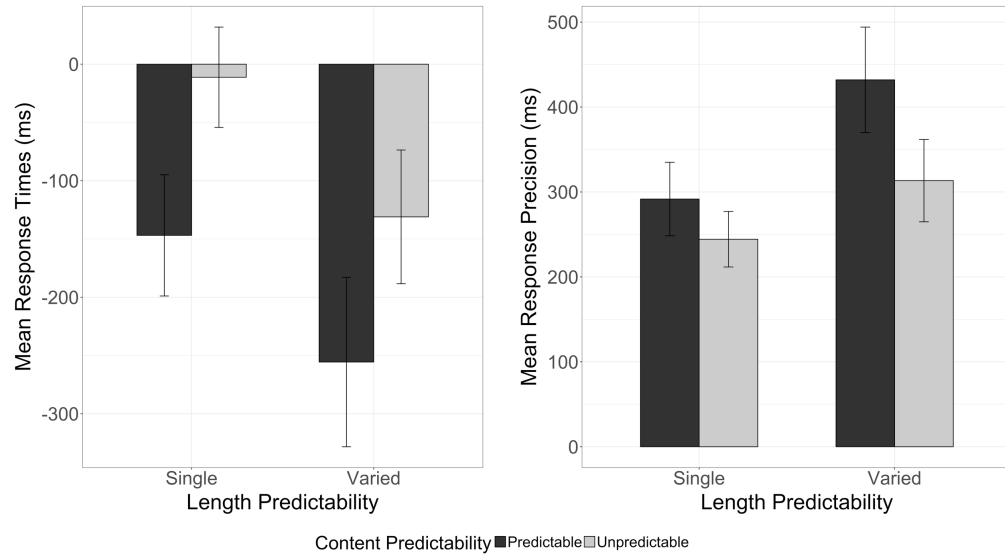 Mean Response Times (ms)
0
-100
-200
-300
Single
Varied
Length Predictability
Mean Response Precision (ms)
500
400
300
200
100
0
Single
Varied
Length Predictability
Content Predictability Predictable Unpredictable